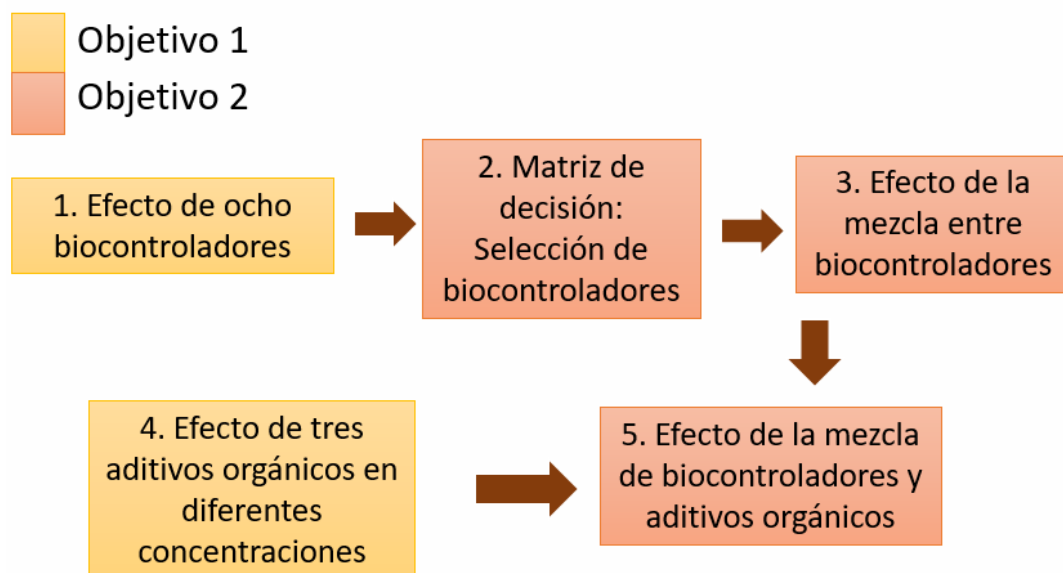 Objetivo 1
Objetivo 2
1. Efecto de ocho
biocontroladores
2. Matriz de
decisión:
Selección de
biocontroladores
3. Efecto de la
mezcla entre
biocontroladores
4. Efecto de tres
aditivos orgánicos en
diferentes
concentraciones
5. Efecto de la mezcla
de biocontroladores y
aditivos orgánicos